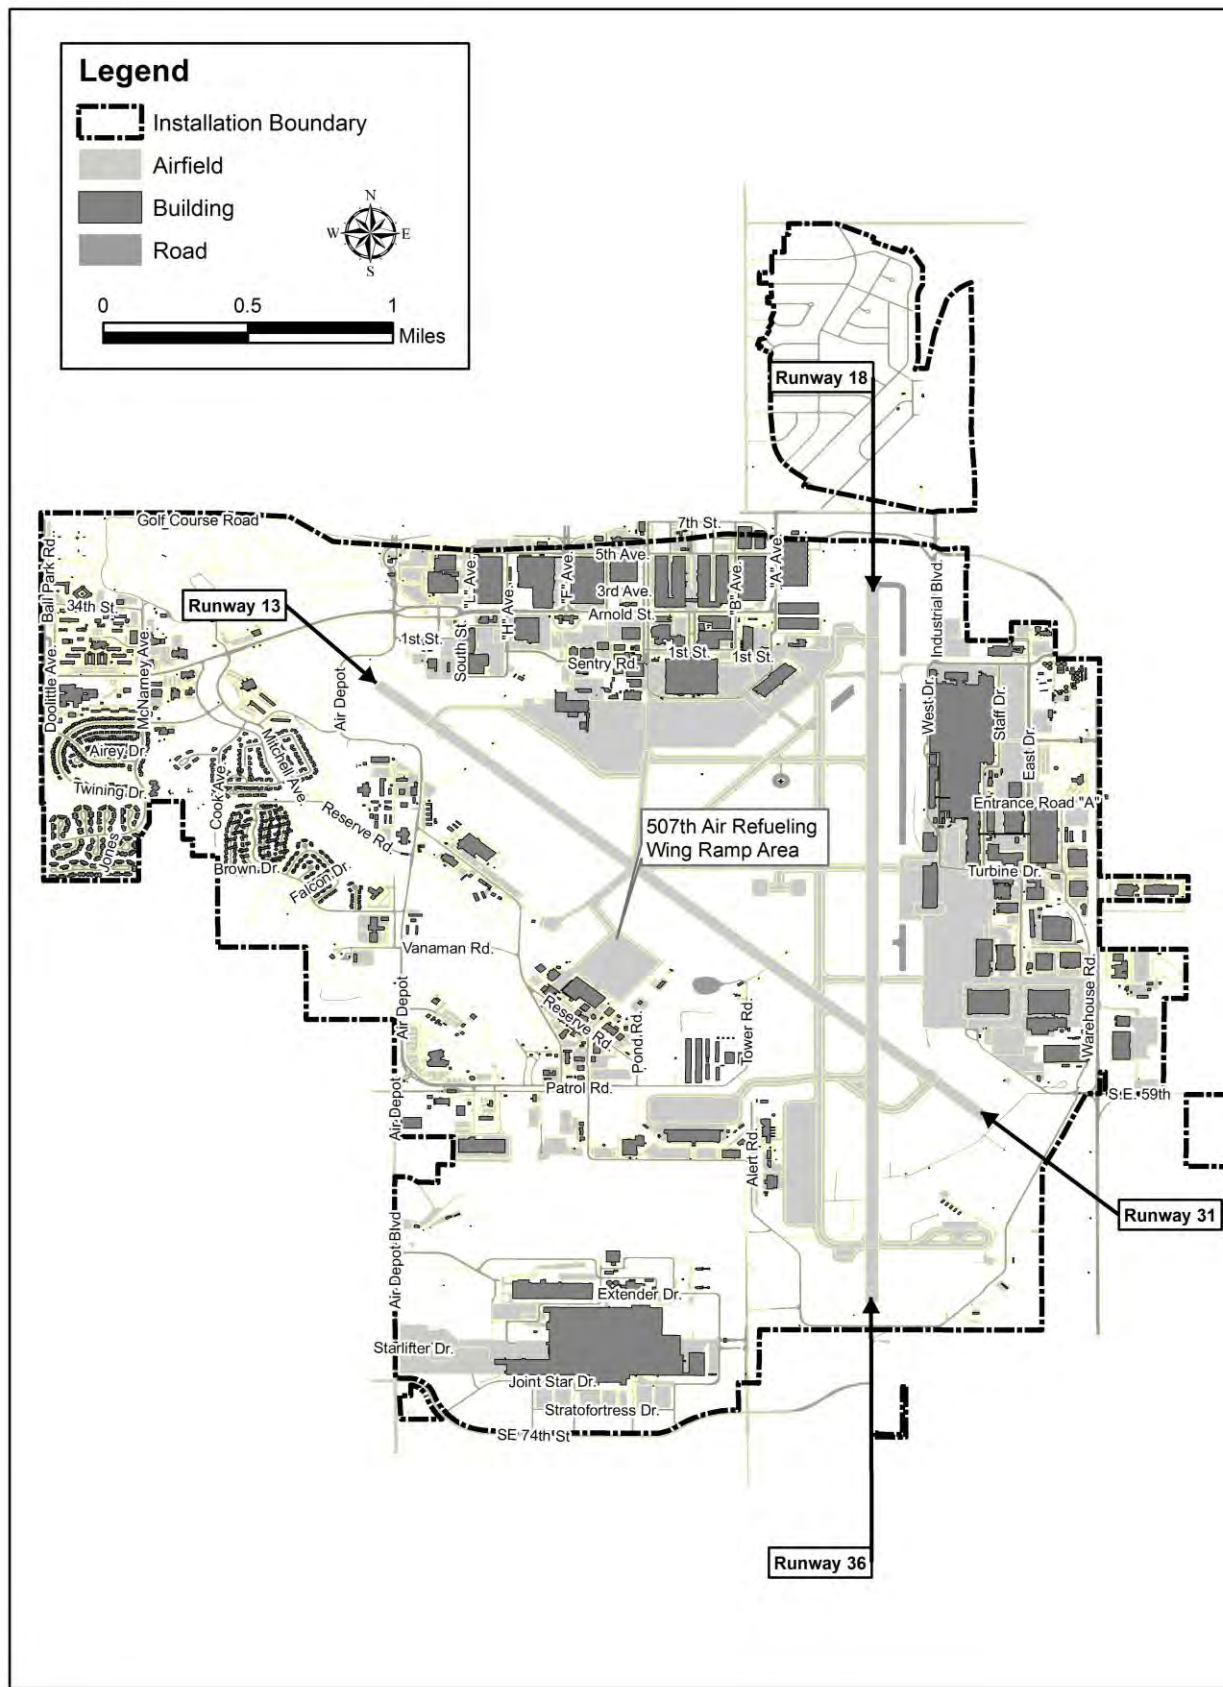 Legend
Installation Boundary
Airfield
Building
Road
N
W E
S
0 0.5 1
Miles
Runway 18
Golf Course Road
7th St.
5th Ave.
Ball Park Rd.
"L" Ave.
"H" Ave.
"F" Ave.
"B" Ave.
"A" Ave.
3rd Ave.
Arnold St.
34th St.
Runway 13
1st St.
South St.
Sentry Rd.
1st St.
1st St.
Industrial Blvd.
Doolittle Ave.
McNarney Ave.
Air Depot
West Dr.
Staff Dr.
East Dr.
Airey Dr.
Mitchell Ave.
Twining Dr.
Cook Ave.
Reserve Rd.
Entrance Road "A"
507th Air Refueling
Wing Ramp Area
Jones
Brown Dr.
Falcon Dr.
Turbine Dr.
Vanaman Rd.
Air Depot
Reserve Rd.
Pond Rd.
Tower Rd.
Warehouse Rd.
Patrol Rd.
S.E. 59th
Air Depot
Alert Rd.
Runway 31
Air Depot Blvd
Extender Dr.
Starlifter Dr.
Joint Star Dr.
Stratofortress Dr.
SE 74th St
Runway 36